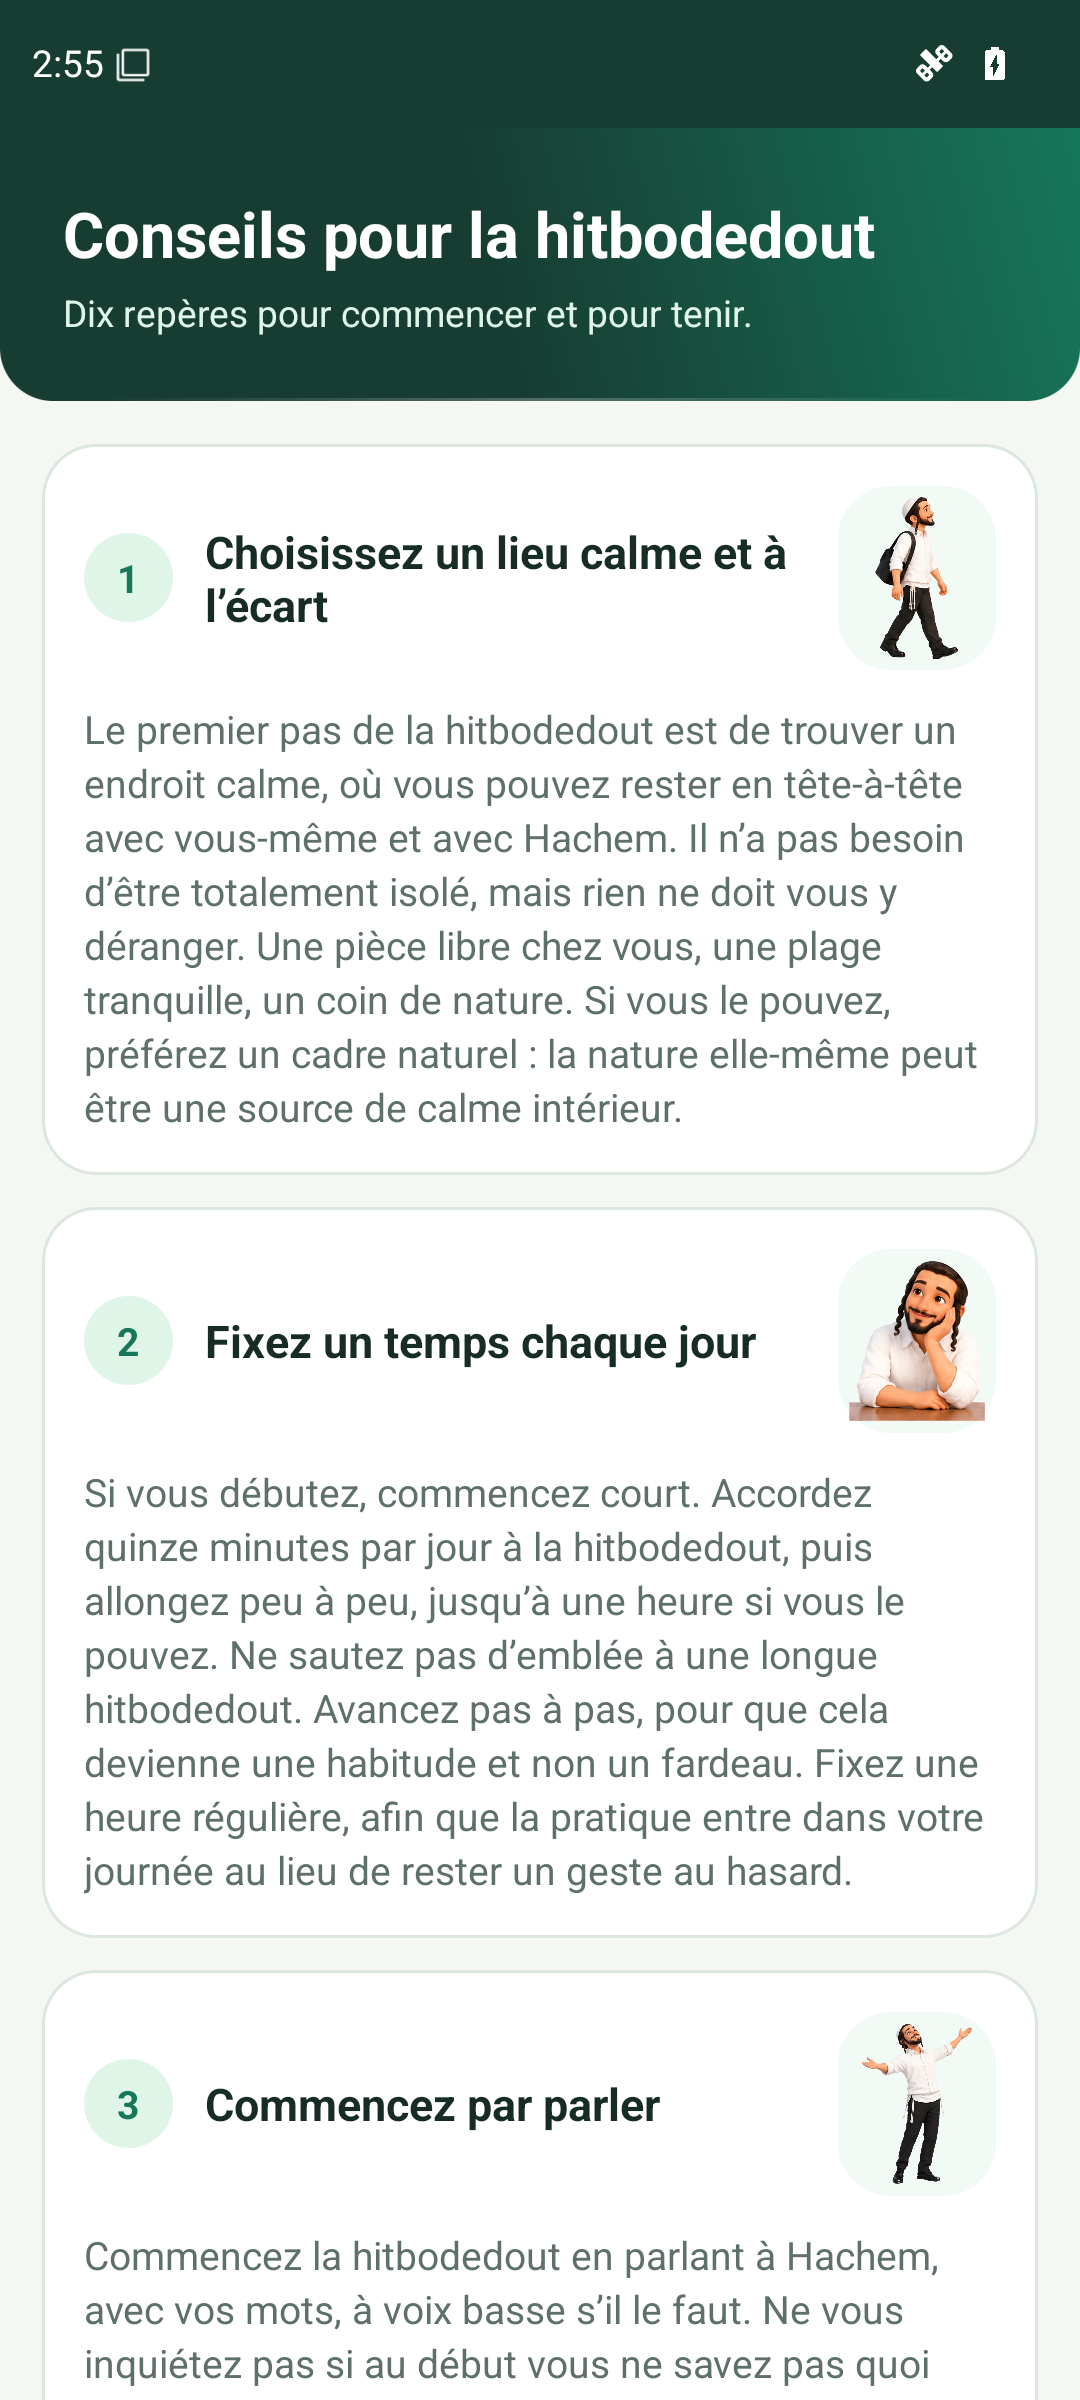 2:55
Conseils pour la hitbodedout
Dix repères pour commencer et pour tenir.
1
Choisissez un lieu calme et à
l’écart
Le premier pas de la hitbodedout est de trouver un
endroit calme, où vous pouvez rester en tête-à-tête
avec vous-même et avec Hachem. Il n’a pas besoin
d’être totalement isolé, mais rien ne doit vous y
déranger. Une pièce libre chez vous, une plage
tranquille, un coin de nature. Si vous le pouvez,
préférez un cadre naturel : la nature elle-même peut
être une source de calme intérieur.
2
Fixez un temps chaque jour
Si vous débutez, commencez court. Accordez
quinze minutes par jour à la hitbodedout, puis
allongez peu à peu, jusqu’à une heure si vous le
pouvez. Ne sautez pas d’emblée à une longue
hitbodedout. Avancez pas à pas, pour que cela
devienne une habitude et non un fardeau. Fixez une
heure régulière, afin que la pratique entre dans votre
journée au lieu de rester un geste au hasard.
3
Commencez par parler
Commencez la hitbodedout en parlant à Hachem,
avec vos mots, à voix basse s’il le faut. Ne vous
inquiétez pas si au début vous ne savez pas quoi